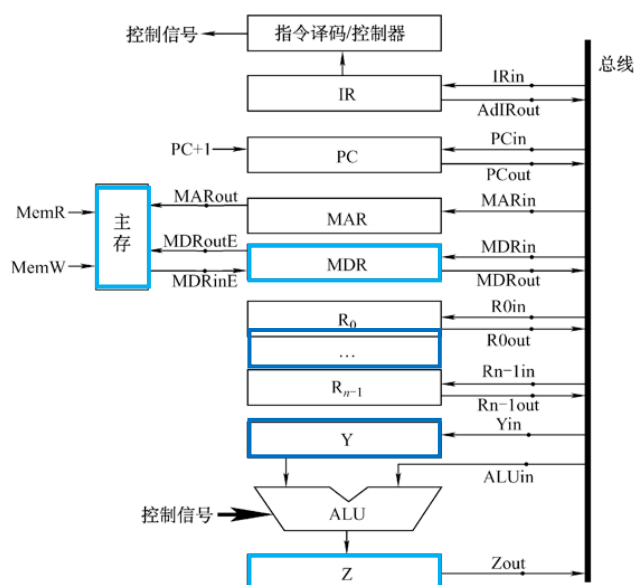 控制信号
指令译码/控制器
总线
IRin
IR
AdIRout
PCin
PC+1
PC
PCout
MARout
MARin
MemR
主存
MAR
MDRoutE
MDRin
MemW
MDR
MDRinE
MDRout
R0in
R₀
R0out
…
Rn-1in
Rₙ₋₁
Rn-1out
Yin
Y
ALUin
控制信号
ALU
Zout
Z